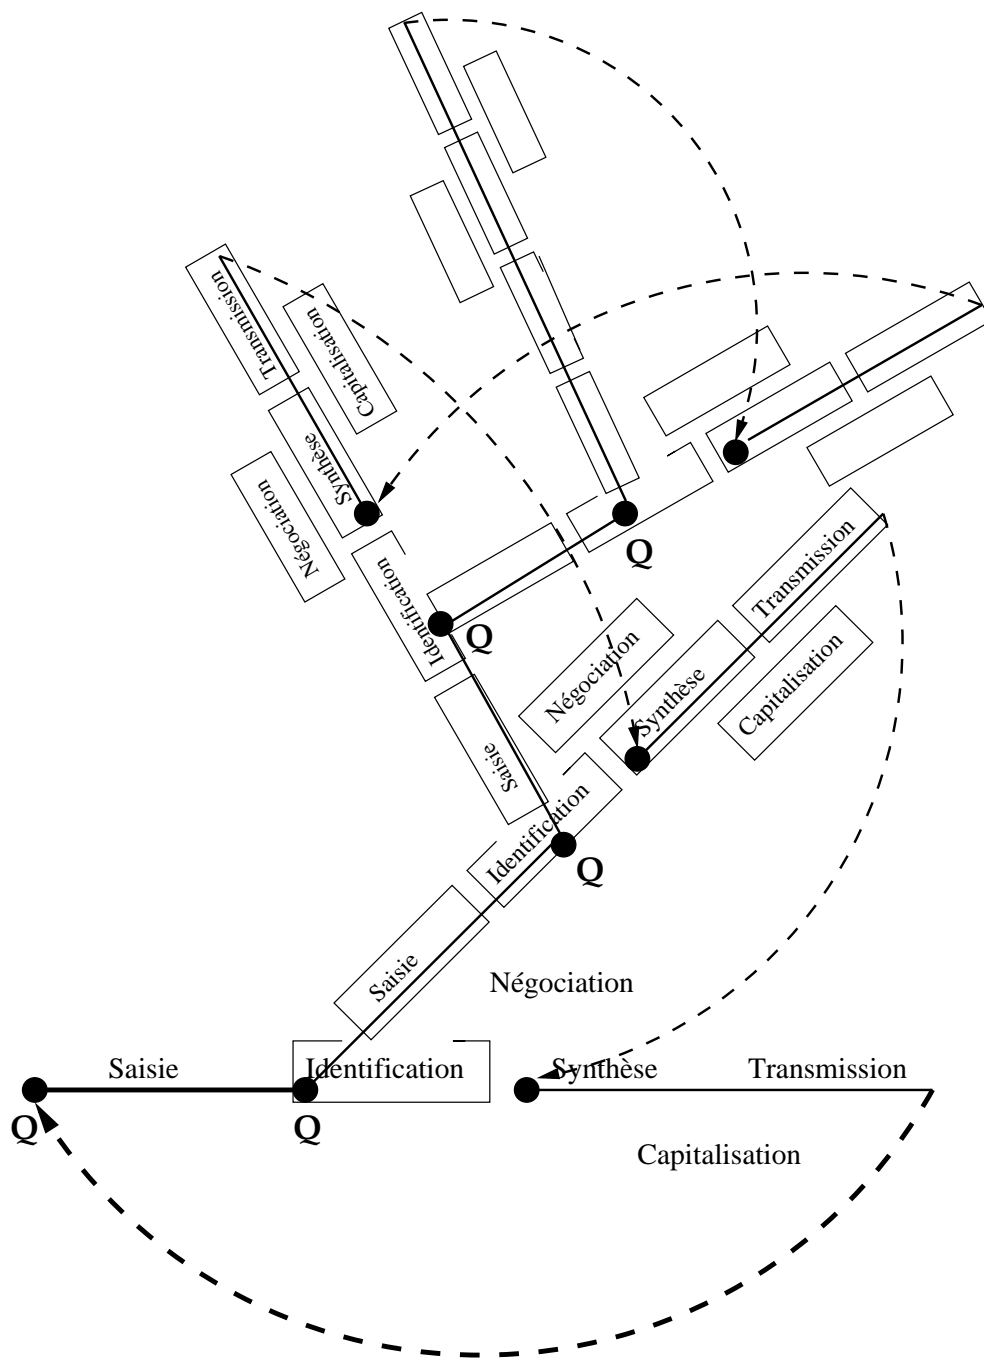 Transmission
Capitalisation
Synthèse
Négociation
Identification
Saisie
Q
Q
Transmission
Négociation
Synthèse
Capitalisation
Identification
Q
Saisie
Négociation
Saisie
Identification
Synthèse
Transmission
Q
Q
Capitalisation